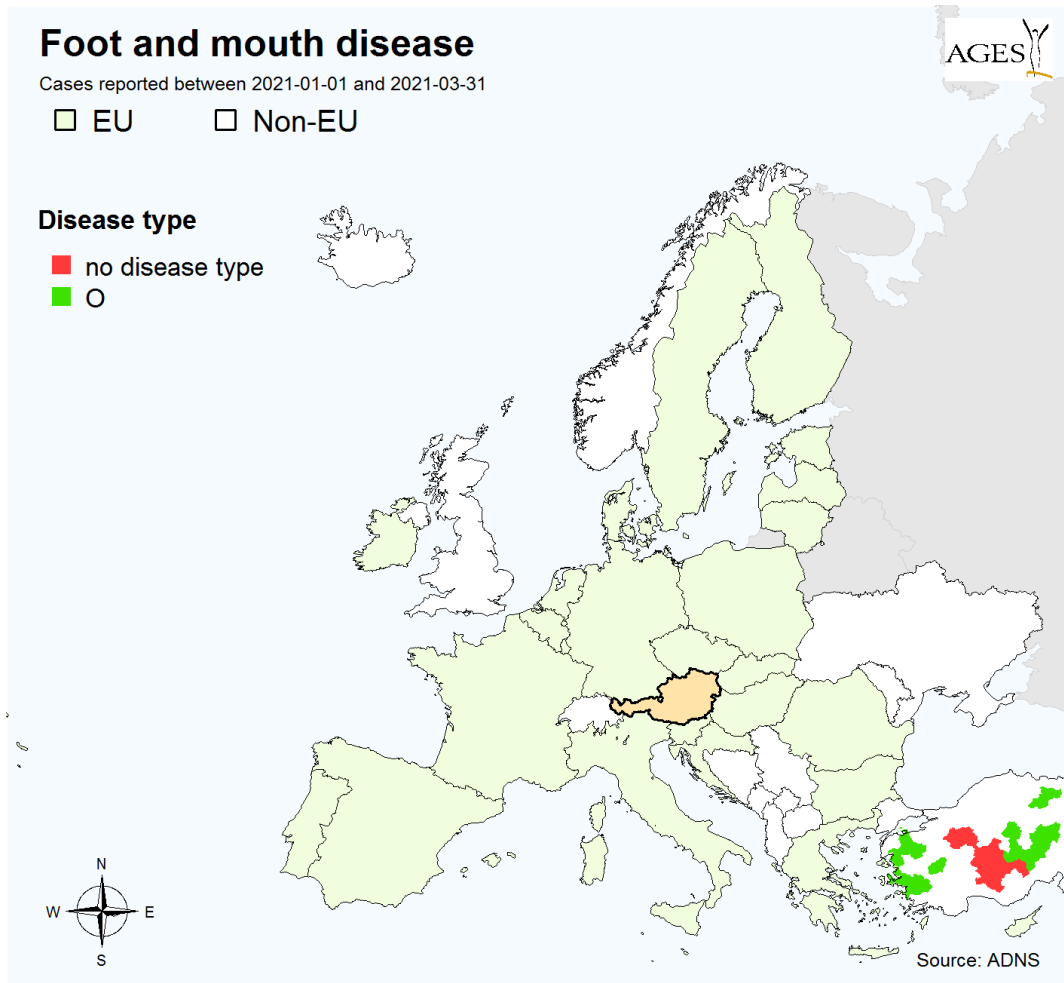 Foot and mouth disease
Cases reported between 2021-01-01 and 2021-03-31
EU Non-EU
AGES
Disease type
no disease type
O
N
W E
S
Source: ADNS